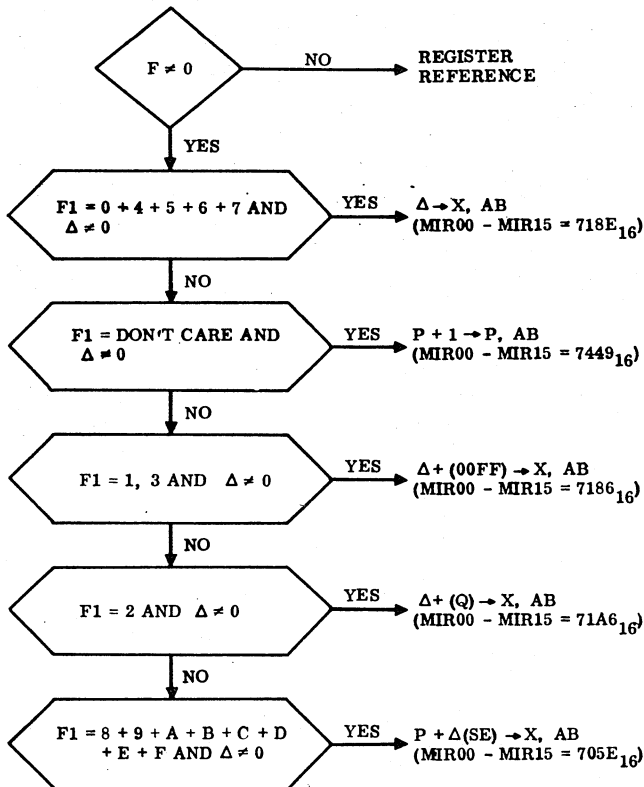 F ≠ 0
NO
REGISTER
REFERENCE
YES
F1 = 0 + 4 + 5 + 6 + 7 AND
Δ ≠ 0
YES
Δ → X, AB
(MIR00 - MIR15 = 718E₁₆)
NO
F1 = DON'T CARE AND
Δ ≠ 0
YES
P + 1 → P, AB
(MIR00 - MIR15 = 7449₁₆)
NO
F1 = 1, 3 AND Δ ≠ 0
YES
Δ + (00FF) → X, AB
(MIR00 - MIR15 = 7186₁₆)
NO
F1 = 2 AND Δ ≠ 0
YES
Δ + (Q) → X, AB
(MIR00 - MIR15 = 71A6₁₆)
NO
F1 = 8 + 9 + A + B + C + D
+ E + F AND Δ ≠ 0
YES
P + Δ(SE) → X, AB
(MIR00 - MIR15 = 705E₁₆)